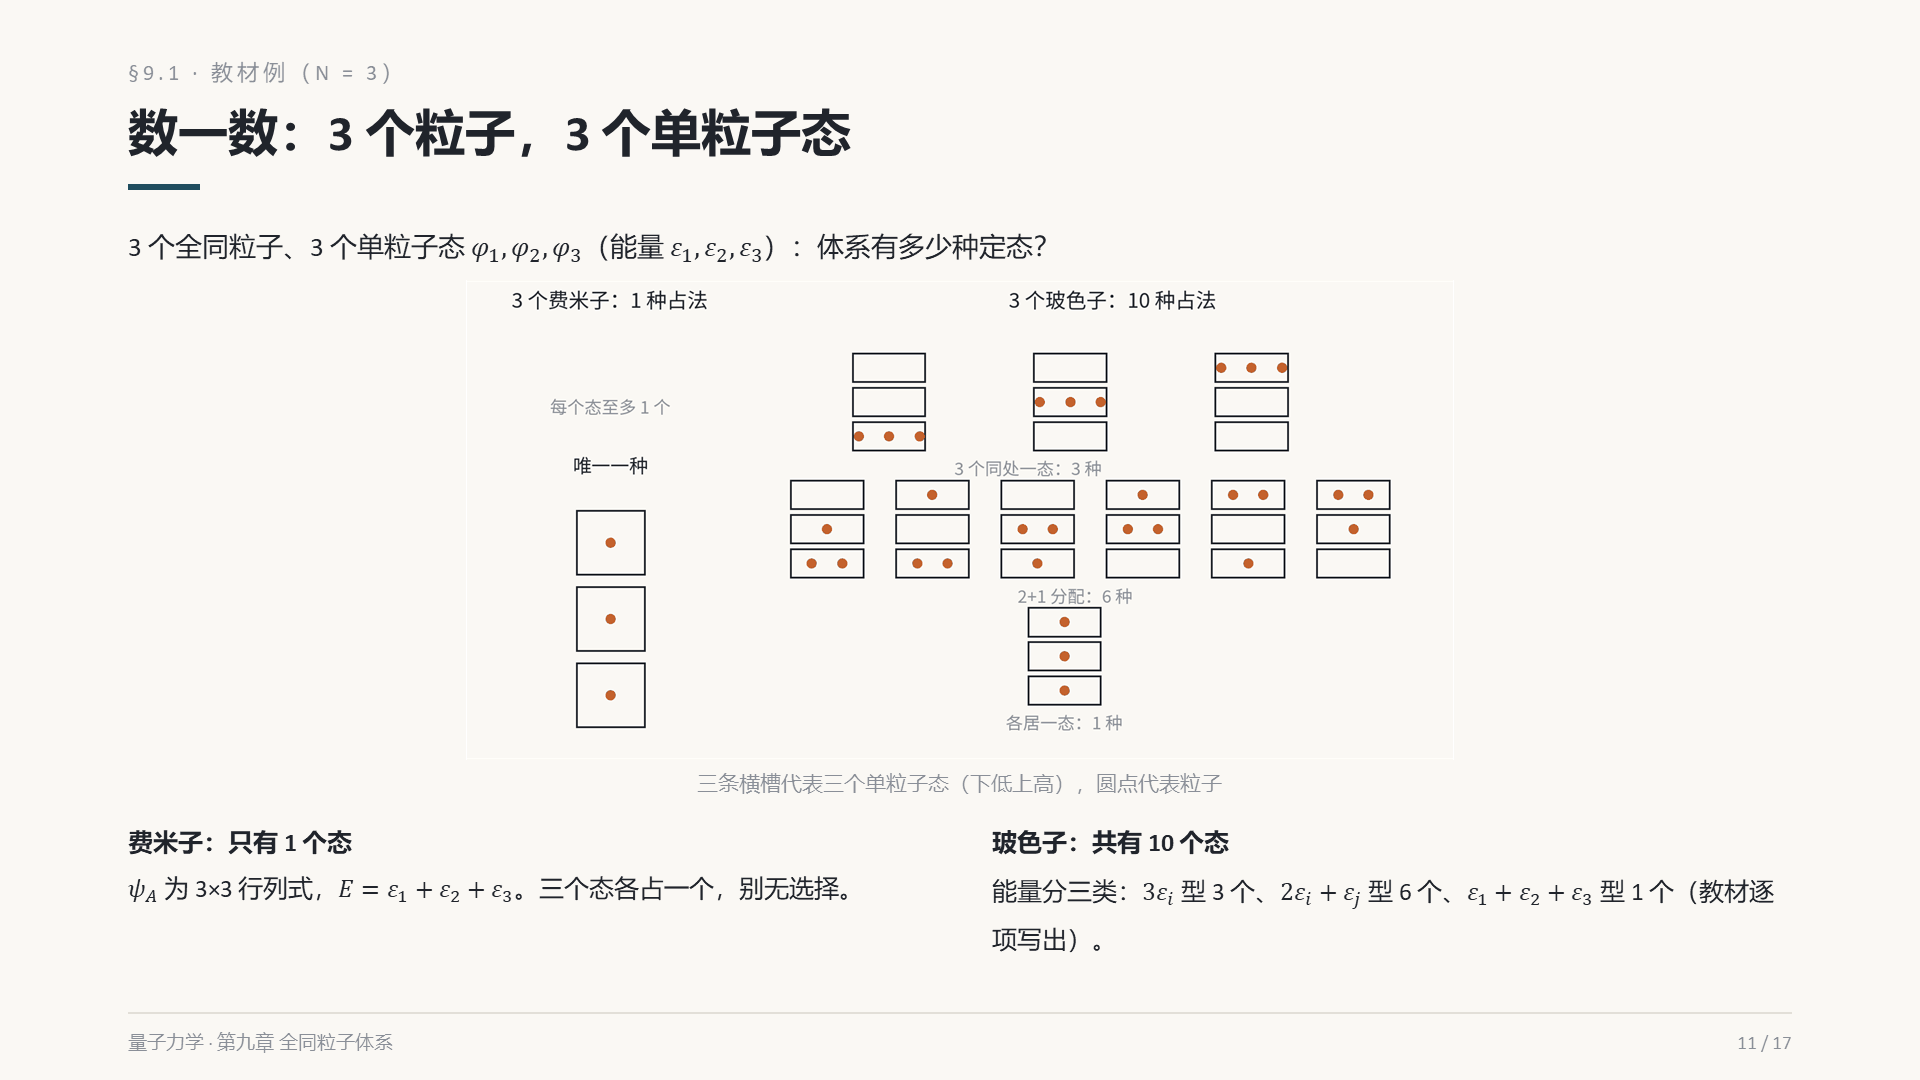 §9.1 · 教材例（N = 3）
数一数：3 个粒子，3 个单粒子态
3 个全同粒子、3 个单粒子态 φ₁, φ₂, φ₃（能量 ε₁, ε₂, ε₃）：体系有多少种定态？
3 个费米子：1 种占法
3 个玻色子：10 种占法
每个态至多 1 个
唯一一种
3 个同处一态：3 种
2+1 分配：6 种
各居一态：1 种
三条横槽代表三个单粒子态（下低上高），圆点代表粒子
费米子：只有 1 个态
ψ_A 为 3×3 行列式，E = ε₁ + ε₂ + ε₃。三个态各占一个，别无选择。
玻色子：共有 10 个态
能量分三类：3ε_i 型 3 个、2ε_i + ε_j 型 6 个、ε₁ + ε₂ + ε₃ 型 1 个（教材逐
项写出）。
量子力学 · 第九章 全同粒子体系
11 / 17